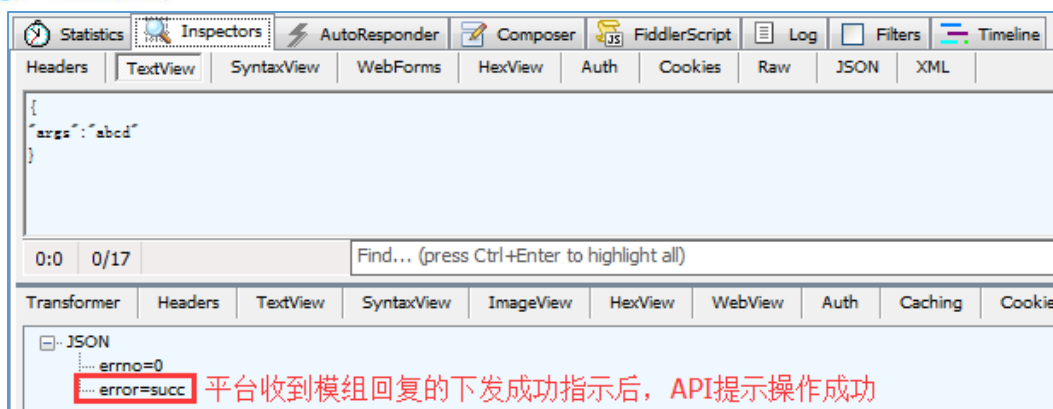 Statistics Inspectors AutoResponder Composer FiddlerScript Log Filters Timeline
Headers TextView SyntaxView WebForms HexView Auth Cookies Raw JSON XML
{
"args":"abcd"
}
0:0 0/17 Find... (press Ctrl+Enter to highlight all)
Transformer Headers TextView SyntaxView ImageView HexView WebView Auth Caching Cookie
JSON
errno=0
error=succ 平台收到模组回复的下发成功指示后，API提示操作成功